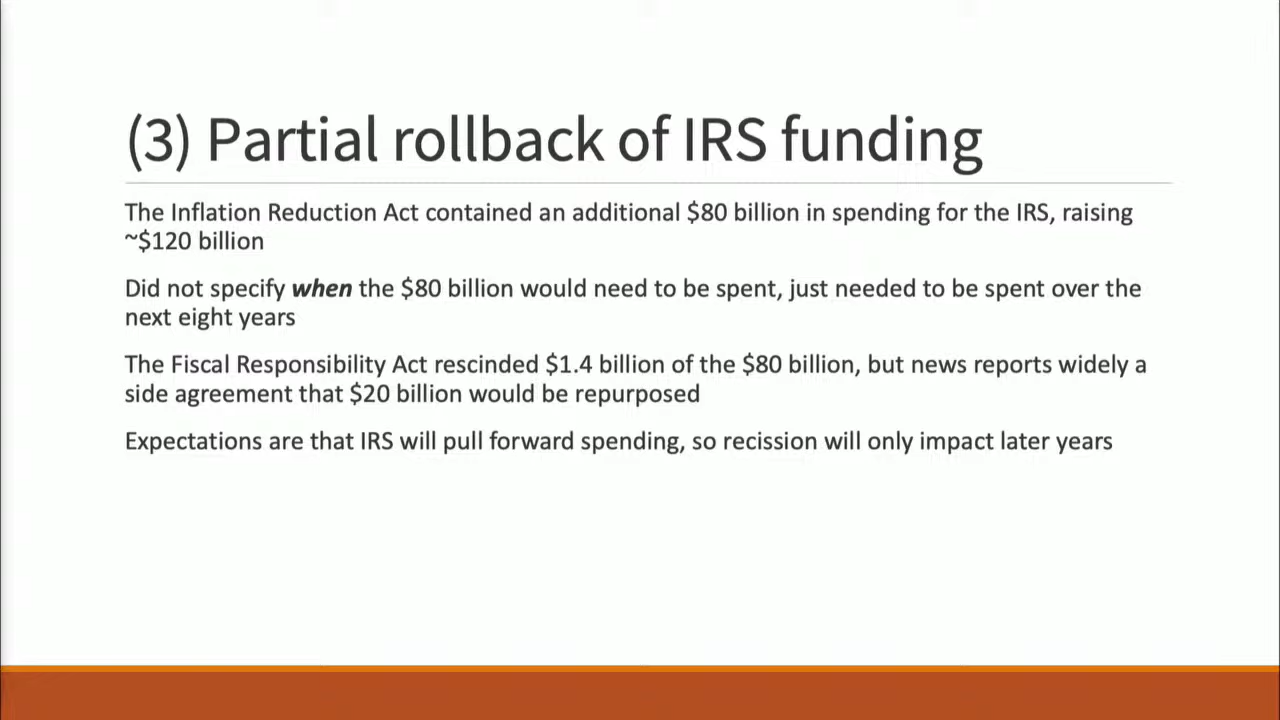 (3) Partial rollback of IRS funding
The Inflation Reduction Act contained an additional $80 billion in spending for the IRS, raising
~$120 billion
Did not specify when the $80 billion would need to be spent, just needed to be spent over the
next eight years
The Fiscal Responsibility Act rescinded $1.4 billion of the $80 billion, but news reports widely a
side agreement that $20 billion would be repurposed
Expectations are that IRS will pull forward spending, so recission will only impact later years